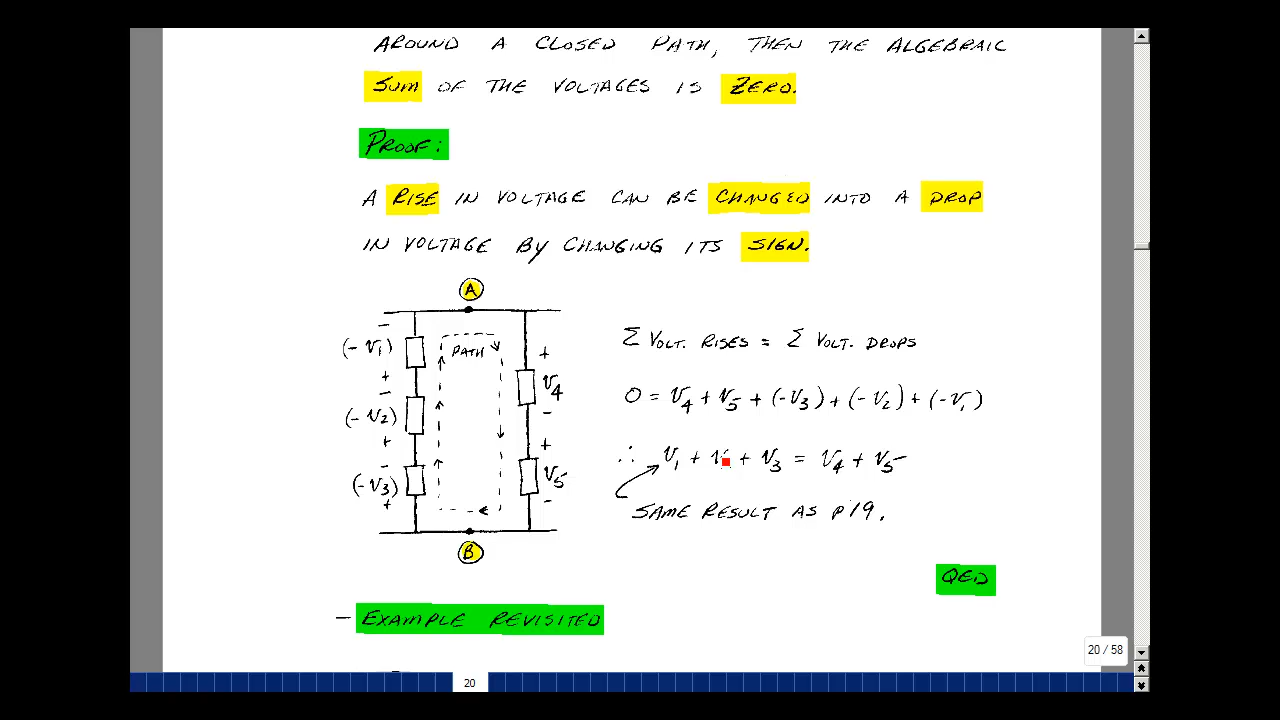 AROUND A CLOSED PATH, THEN THE ALGEBRAIC
SUM OF THE VOLTAGES IS ZERO.
PROOF:
A RISE IN VOLTAGE CAN BE CHANGED INTO A DROP
IN VOLTAGE BY CHANGING ITS SIGN.
A
PATH
(-V1)
(-V2)
(-V3)
V4
V5
B
Σ VOLT. RISES = Σ VOLT. DROPS
0 = V4 + V5 + (-V3) + (-V2) + (-V1)
∴ V1 + V + V3 = V4 + V5
SAME RESULT AS p19.
QED
- EXAMPLE REVISITED
20 / 58
20